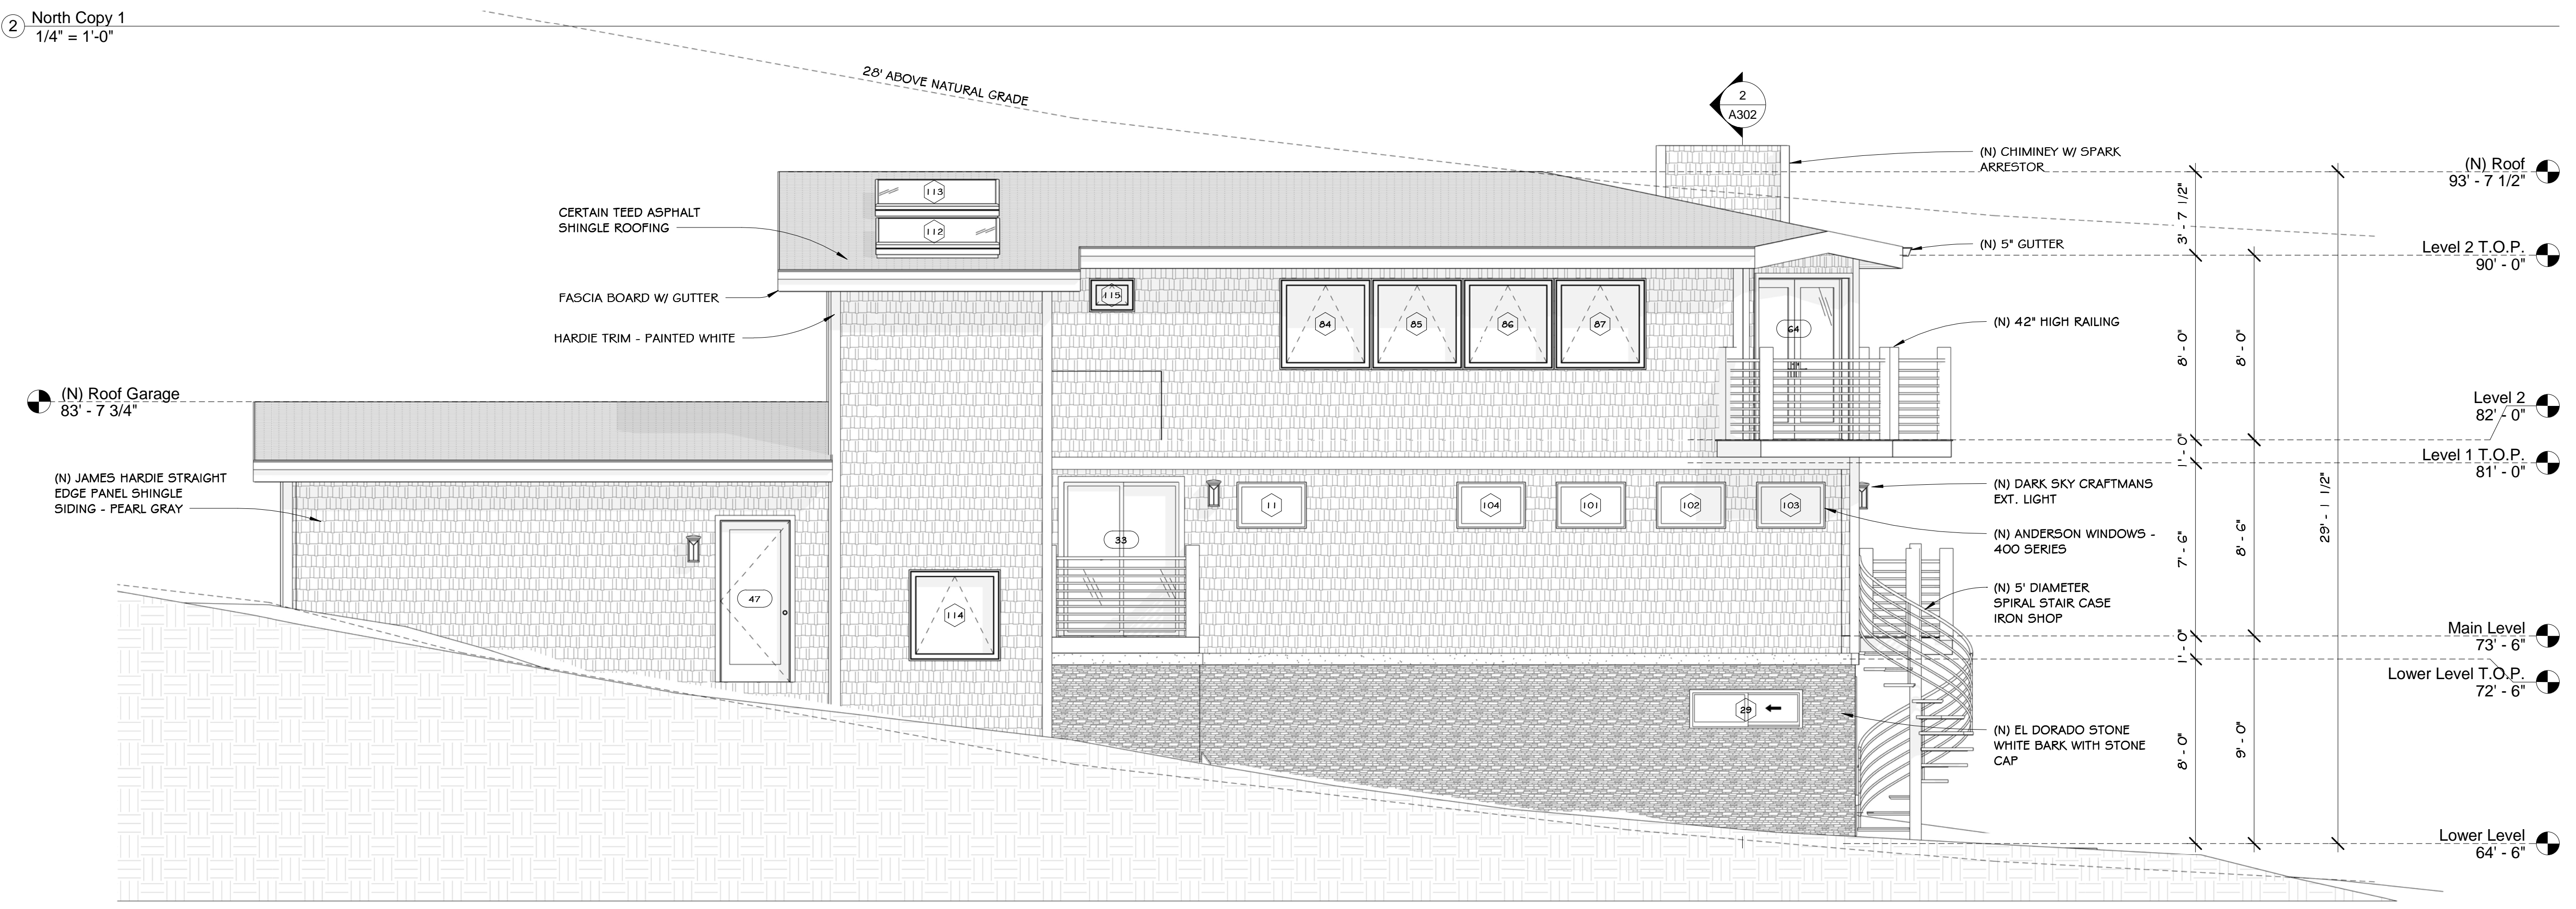 2
North Copy 1
1/4" = 1'-0"
28' ABOVE NATURAL GRADE
2
A302
(N) CHIMINEY W/ SPARK
ARRESTOR
(N) Roof
93' - 7 1/2"
3' - 7 1/2"
113
112
CERTAIN TEED ASPHALT
SHINGLE ROOFING
(N) 5" GUTTER
Level 2 T.O.P.
90' - 0"
FASCIA BOARD W/ GUTTER
HARDIE TRIM - PAINTED WHITE
115
84
85
86
87
64
(N) 42" HIGH RAILING
8' - 0"
8' - 0"
(N) Roof Garage
83' - 7 3/4"
Level 2
82' - 0"
1' - 0"
Level 1 T.O.P.
81' - 0"
(N) JAMES HARDIE STRAIGHT
EDGE PANEL SHINGLE
SIDING - PEARL GRAY
11
104
101
102
103
(N) DARK SKY CRAFTMANS
EXT. LIGHT
29' - 1 1/2"
33
(N) ANDERSON WINDOWS -
400 SERIES
7' - 6"
8' - 6"
47
114
(N) 5' DIAMETER
SPIRAL STAIR CASE
IRON SHOP
Main Level
73' - 6"
1' - 0"
Lower Level T.O.P.
72' - 6"
29
(N) EL DORADO STONE
WHITE BARK WITH STONE
CAP
8' - 0"
9' - 0"
Lower Level
64' - 6"